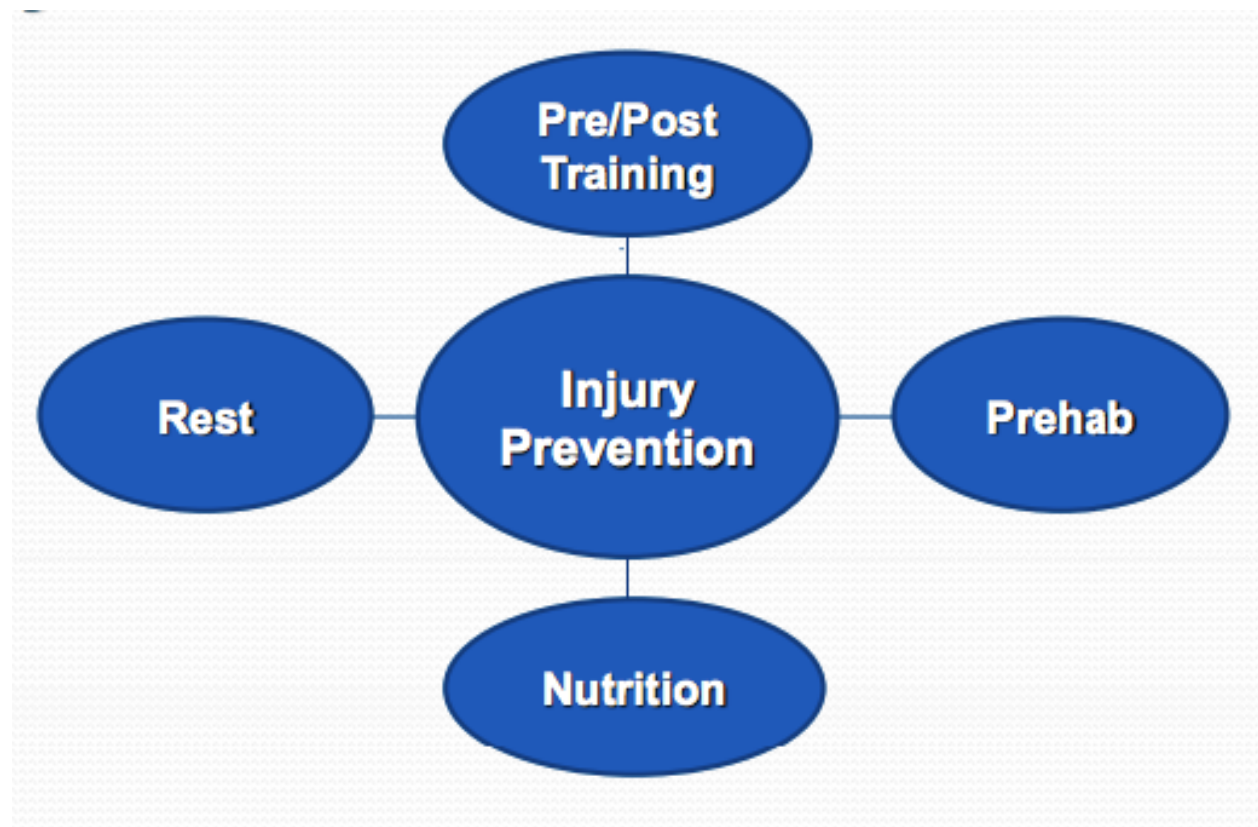 Pre/Post
Training
Rest
Injury
Prevention
Prehab
Nutrition